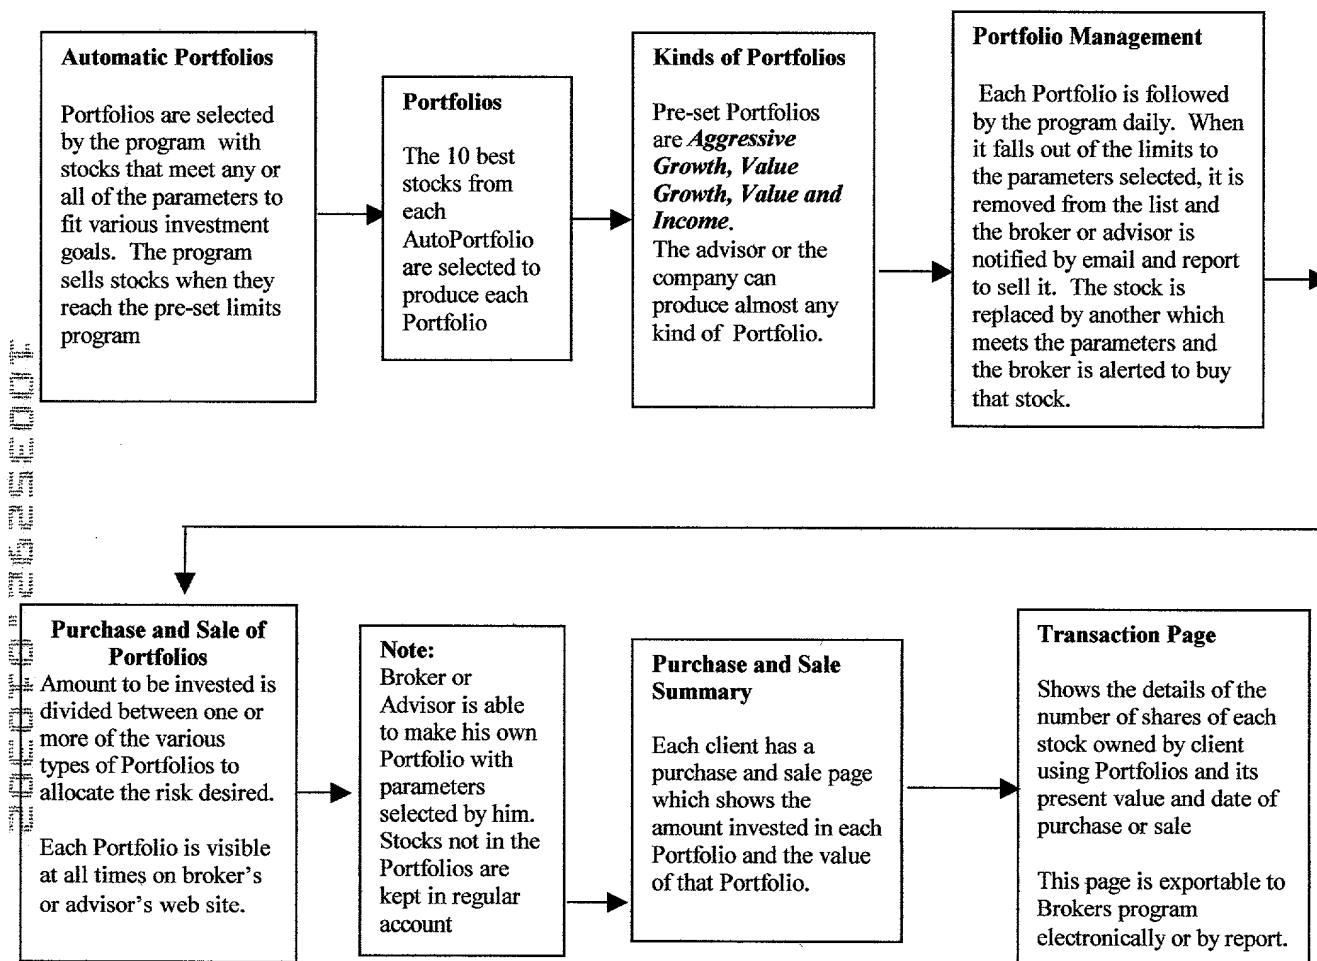 Automatic Portfolios
Portfolios are selected
by the program with
stocks that meet any or
all of the parameters to
fit various investment
goals. The program
sells stocks when they
reach the pre-set limits
program
Portfolios
The 10 best
stocks from
each
AutoPortfolio
are selected to
produce each
Portfolio
Kinds of Portfolios
Pre-set Portfolios
are Aggressive
Growth, Value
Growth, Value and
Income.
The advisor or the
company can
produce almost any
kind of Portfolio.
Portfolio Management
Each Portfolio is followed
by the program daily. When
it falls out of the limits to
the parameters selected, it is
removed from the list and
the broker or advisor is
notified by email and report
to sell it. The stock is
replaced by another which
meets the parameters and
the broker is alerted to buy
that stock.
Purchase and Sale of
Portfolios
Amount to be invested is
divided between one or
more of the various
types of Portfolios to
allocate the risk desired.
Each Portfolio is visible
at all times on broker's
or advisor's web site.
Note:
Broker or
Advisor is able
to make his own
Portfolio with
parameters
selected by him.
Stocks not in the
Portfolios are
kept in regular
account
Purchase and Sale
Summary
Each client has a
purchase and sale page
which shows the
amount invested in each
Portfolio and the value
of that Portfolio.
Transaction Page
Shows the details of the
number of shares of each
stock owned by client
using Portfolios and its
present value and date of
purchase or sale
This page is exportable to
Brokers program
electronically or by report.